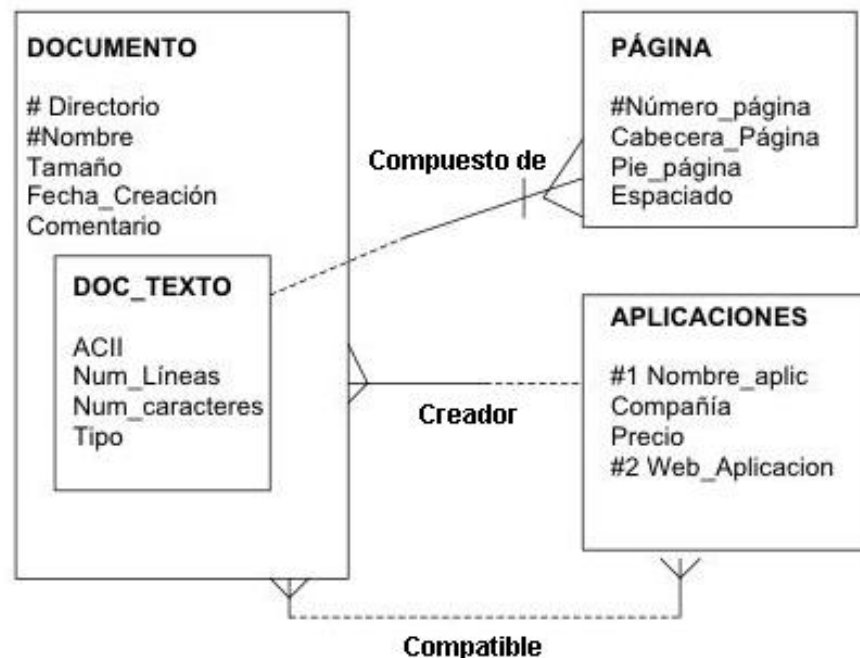 DOCUMENTO
# Directorio
#Nombre
Tamaño
Fecha_Creación
Comentario
DOC_TEXTO
ACII
Num_Líneas
Num_caracteres
Tipo
Compuesto de
PÁGINA
#Número_página
Cabecera_Página
Pie_página
Espaciado
Creador
APLICACIONES
#1 Nombre_aplic
Compañía
Precio
#2 Web_Aplicacion
Compatible